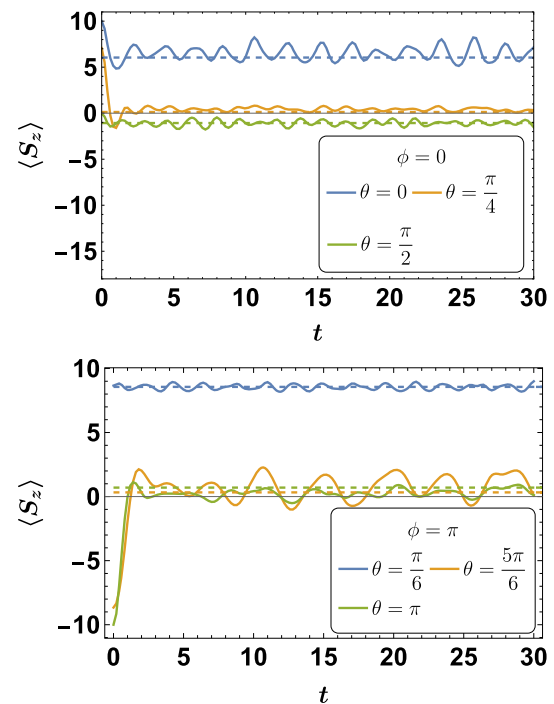 10
5
0
−5
−10
−15
⟨S_z⟩
ϕ = 0
θ = 0 θ = π/4
θ = π/2
0 5 10 15 20 25 30
t
10
5
0
−5
−10
⟨S_z⟩
ϕ = π
θ = π/6 θ = 5π/6
θ = π
0 5 10 15 20 25 30
t